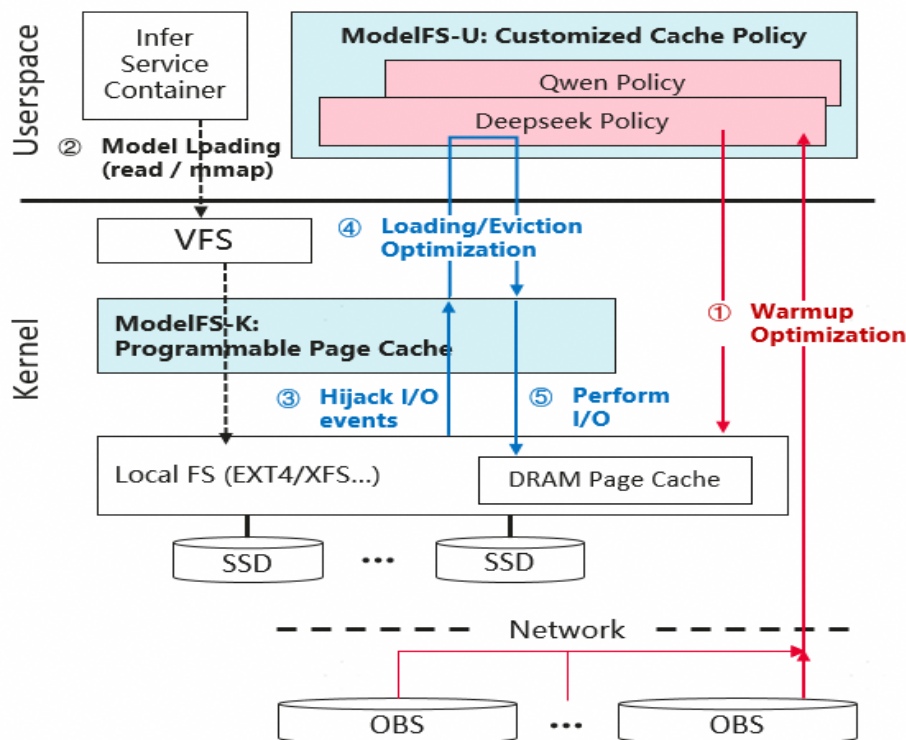 Userspace
Infer
Service
Container
ModelFS-U: Customized Cache Policy
Qwen Policy
Deepseek Policy
② Model Loading
(read / mmap)
Kernel
VFS
④ Loading/Eviction
Optimization
① Warmup
Optimization
ModelFS-K:
Programmable Page Cache
③ Hijack I/O
events
⑤ Perform
I/O
Local FS (EXT4/XFS...)
DRAM Page Cache
SSD
...
SSD
Network
OBS
...
OBS